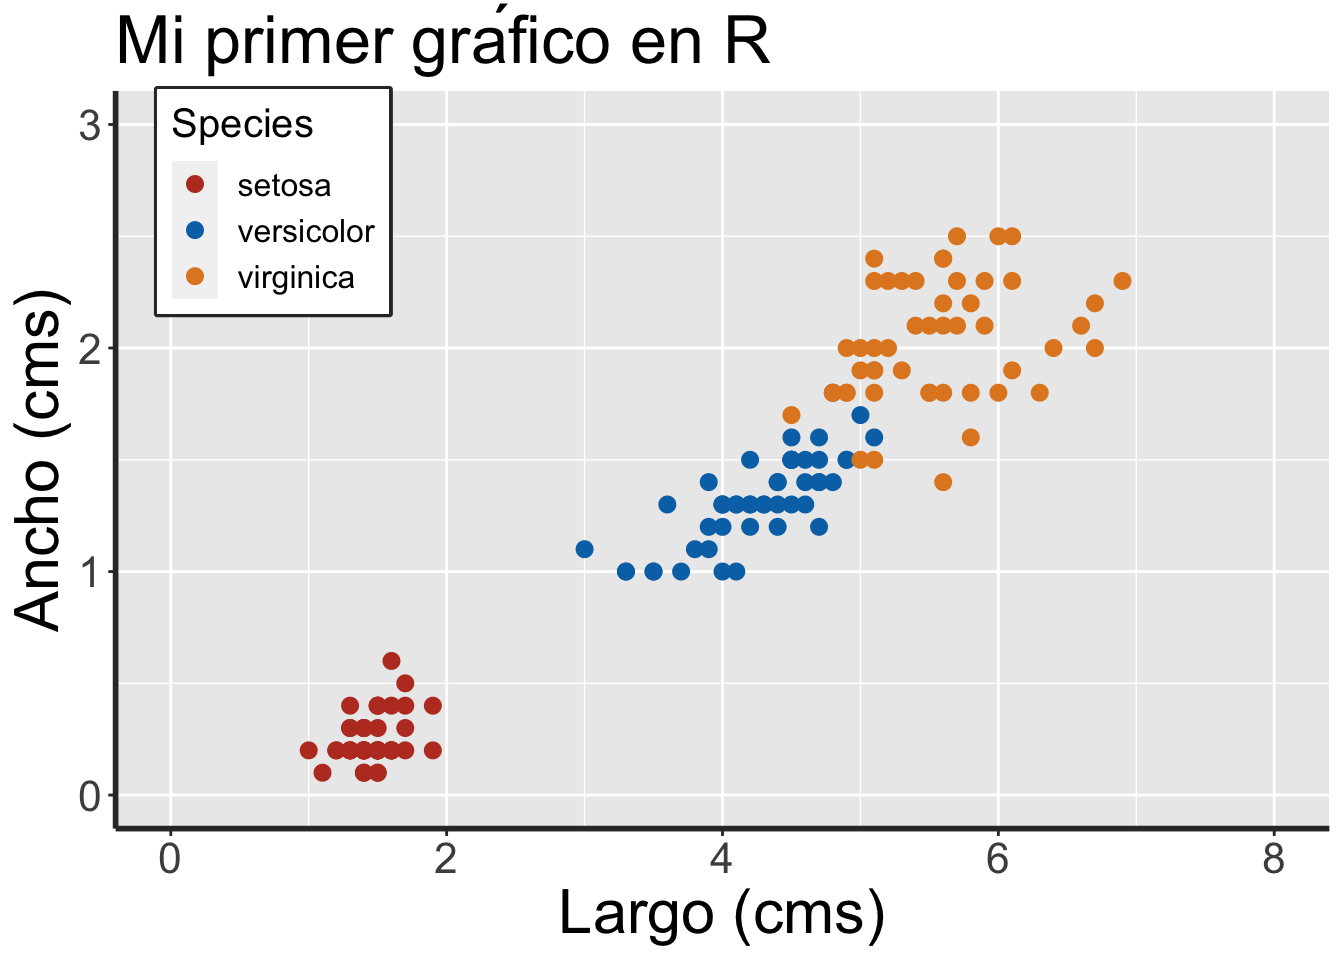 Mi primer gráfico en R
Species
setosa
versicolor
virginica
3
2
1
0
Ancho (cms)
0 2 4 6 8
Largo (cms)